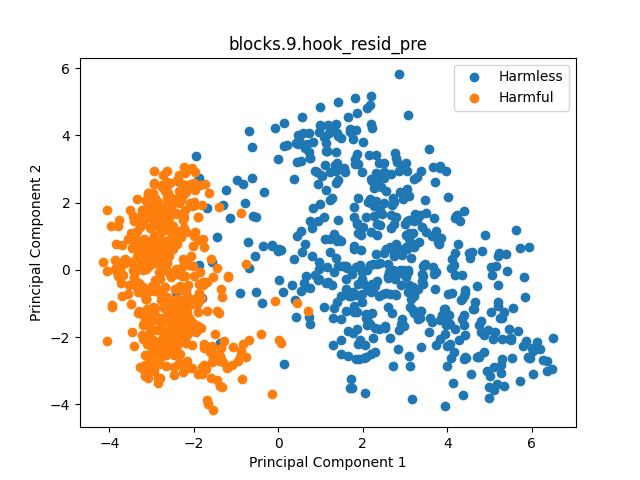 blocks.9.hook_resid_pre
Harmless
Harmful
6
4
2
0
−2
−4
Principal Component 2
−4
−2
0
2
4
6
Principal Component 1